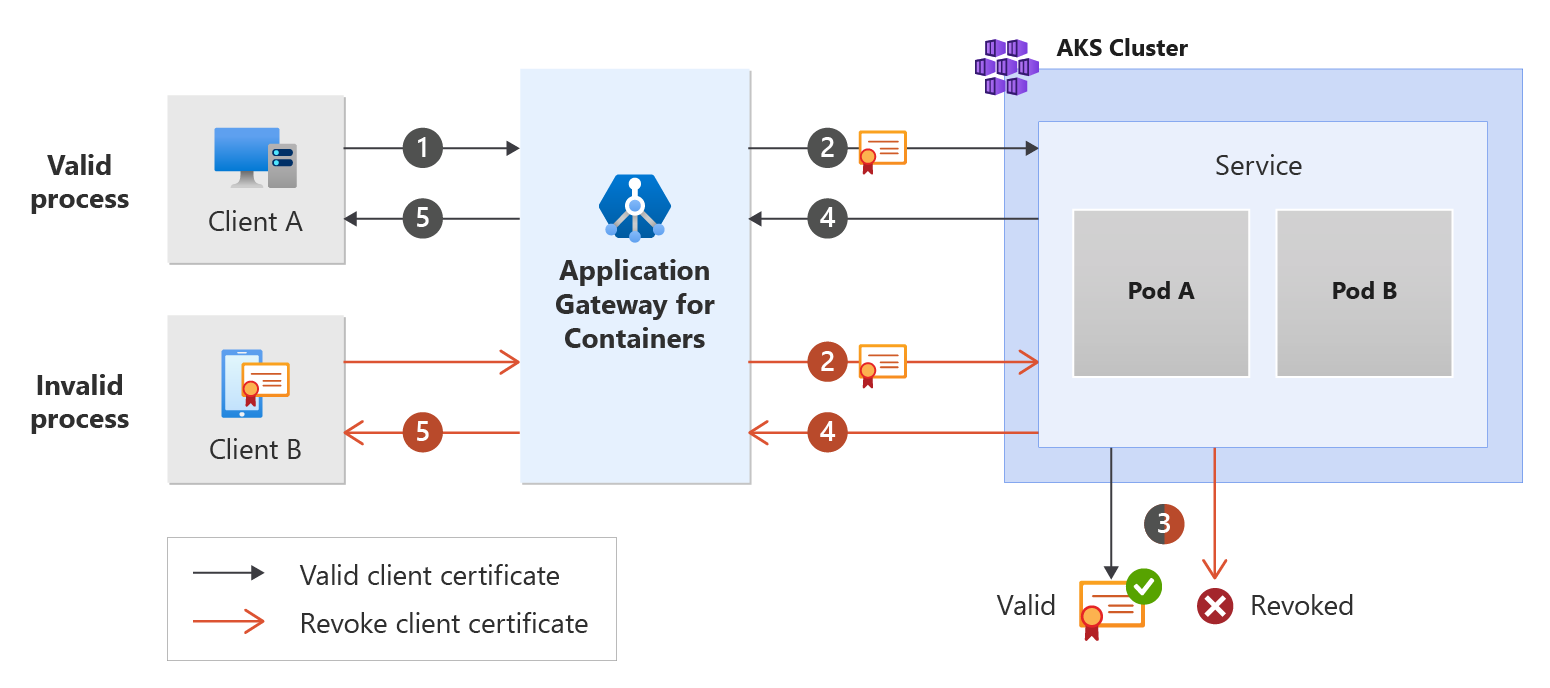 AKS Cluster
Valid
process
Client A
1
5
2
4
Application
Gateway for
Containers
Service
Pod A
Pod B
Invalid
process
Client B
5
2
4
3
Valid
Revoked
Valid client certificate
Revoke client certificate